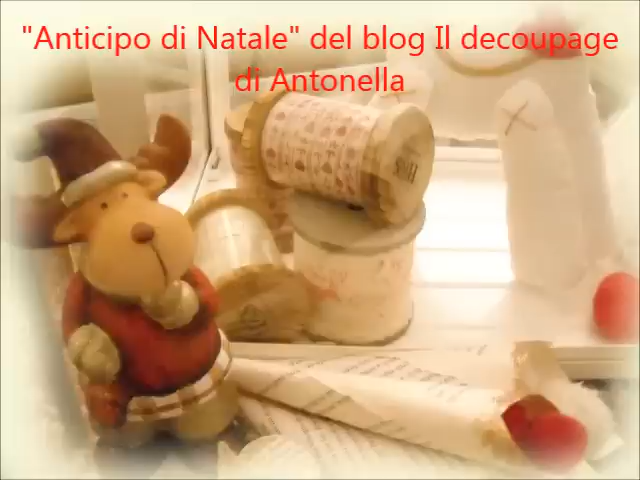 "Anticipo di Natale" del blog Il decoupage
di Antonella